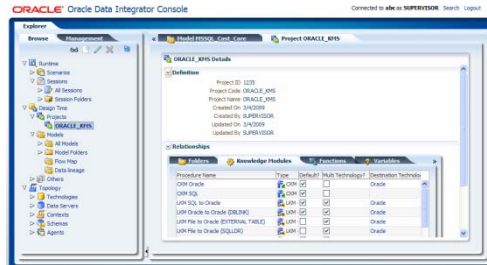 ORACLE Oracle Data Integrator Console
Connected to abc as SUPERVISOR Search Logout
Explorer
Browse Management
Runtime
Scenarios
Sessions
All Sessions
Session Folders
Design Time
Projects
ORACLE_KMS
Models
All Models
Model Folders
Flow Map
Data lineage
Others
Topology
Technologies
Data Servers
Contexts
Schemas
Agents
Model MSSQL_Cust_Care Project ORACLE_KMS
ORACLE_KMS Details
Definition
Project ID 1235
Project Code ORACLE_KMS
Project Name ORACLE_KMS
Created On 3/4/2009
Created By SUPERVISOR
Updated On 3/4/2009
Updated By SUPERVISOR
Relationships
Folders Knowledge Modules Functions Variables
Procedure Name Type Default? Multi Technology? Destination Technolo
CKM Oracle CKM Oracle
CKM SQL CKM
LKM SQL to Oracle LKM Oracle
LKM Oracle to Oracle (DBLINK) LKM Oracle
LKM File to Oracle (EXTERNAL TABLE) LKM Oracle
LKM File to Oracle (SQLLDR) LKM Oracle